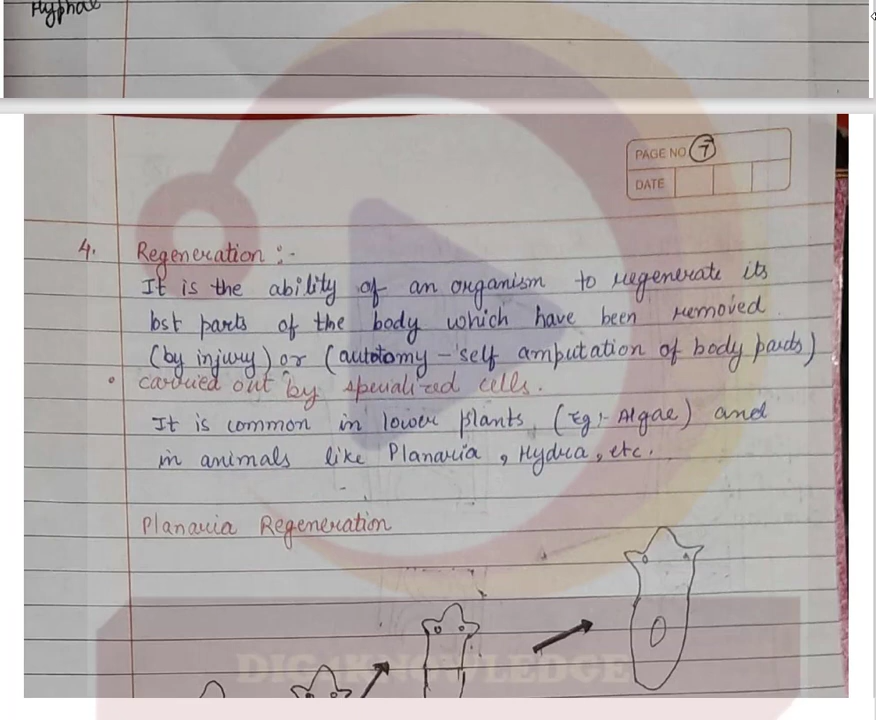 Hyphae
PAGE NO 7
DATE
4. Regeneration :-
It is the ability of an organism to regenerate its
lost parts of the body which have been removed
(by injury) or (autotomy - self amputation of body parts)
• carried out by specialized cells.
It is common in lower plants (Eg:- Algae) and
in animals like Planaria, Hydra, etc.
Planaria Regeneration
DIGIKNOWLEDGE